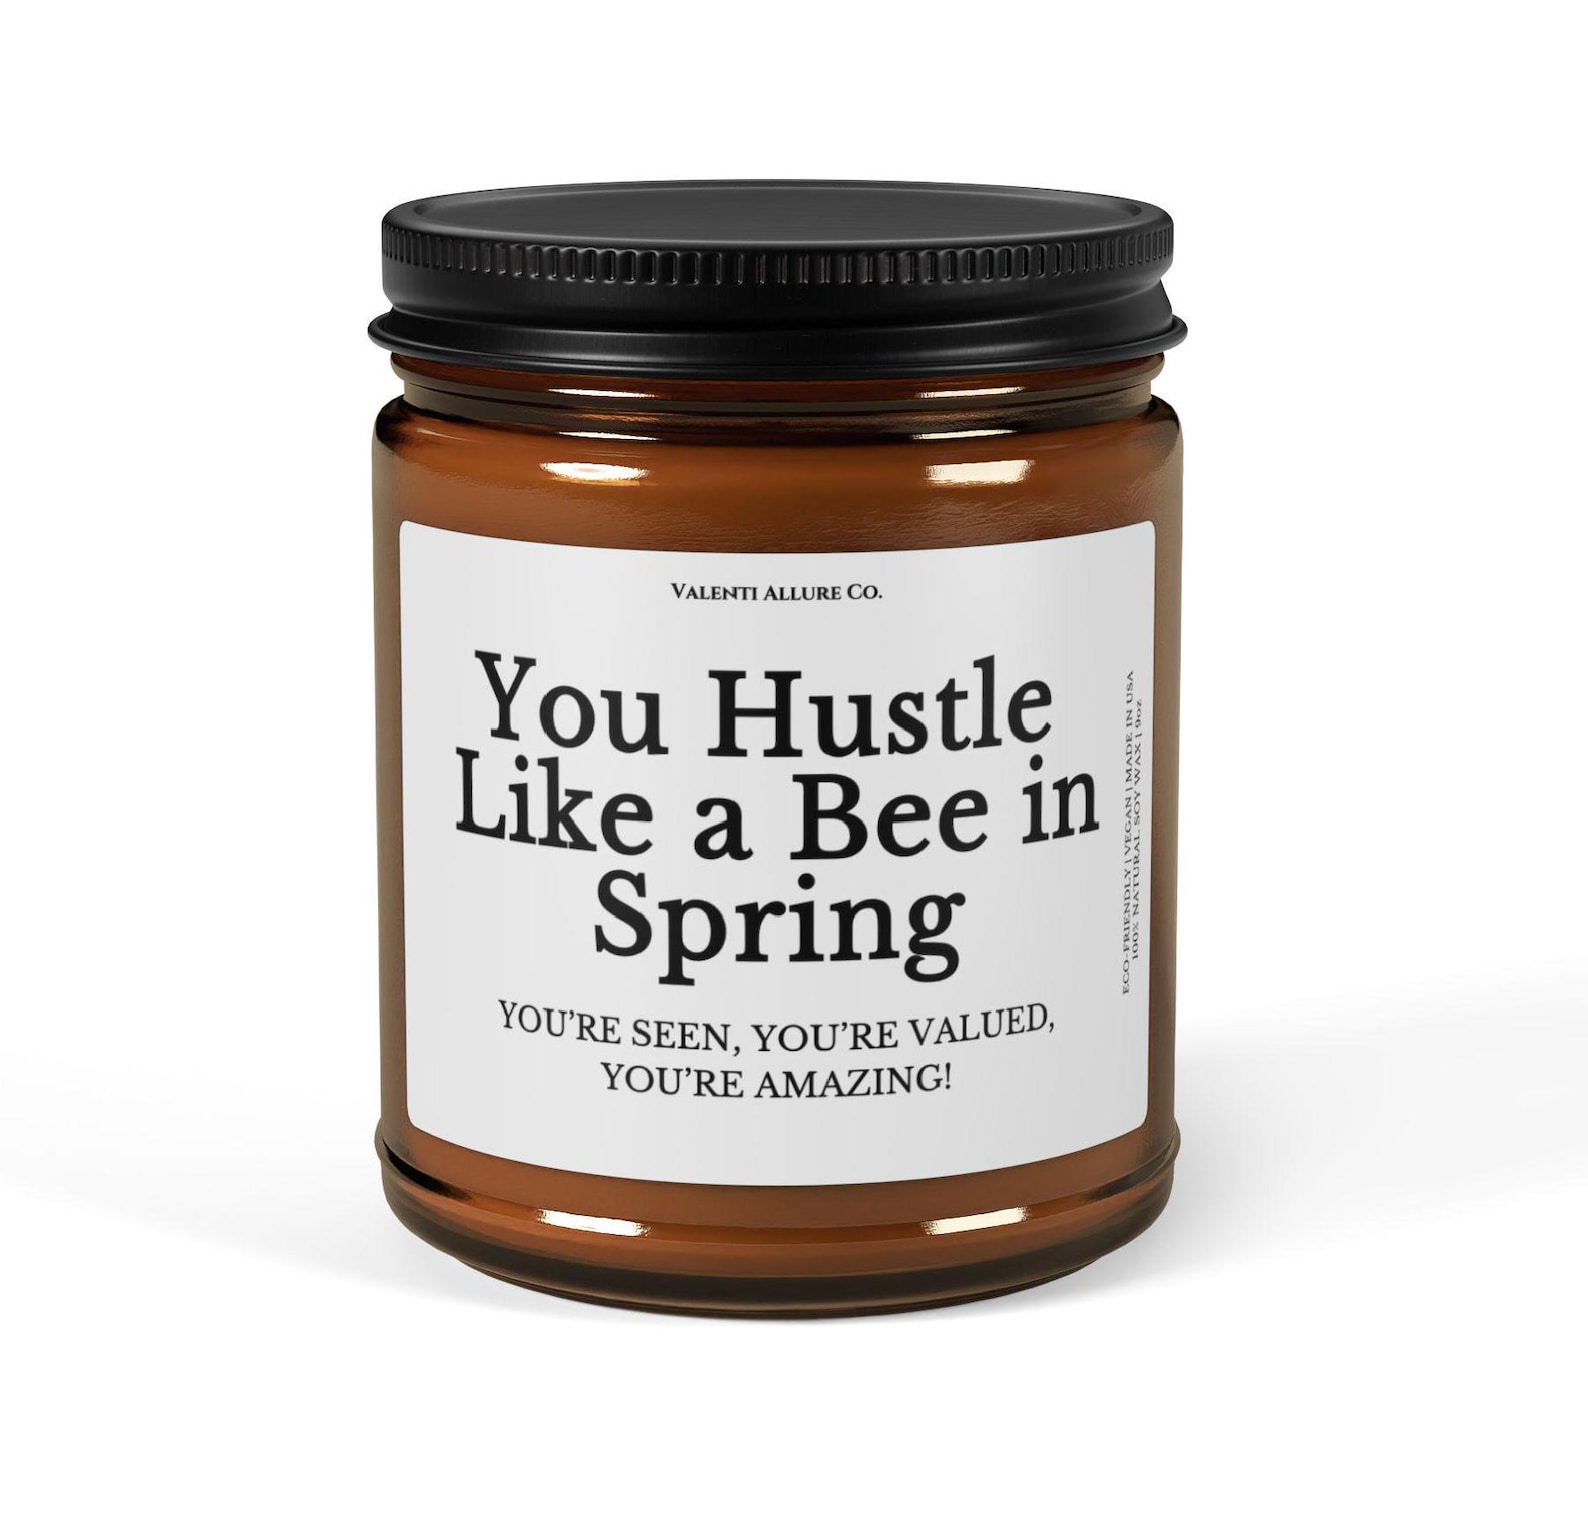 Valenti Allure Co.
You Hustle
Like a Bee in
Spring
YOU’RE SEEN, YOU’RE VALUED,
YOU’RE AMAZING!
ECO-FRIENDLY | VEGAN | MADE IN USA
100% NATURAL SOY WAX | 9oz